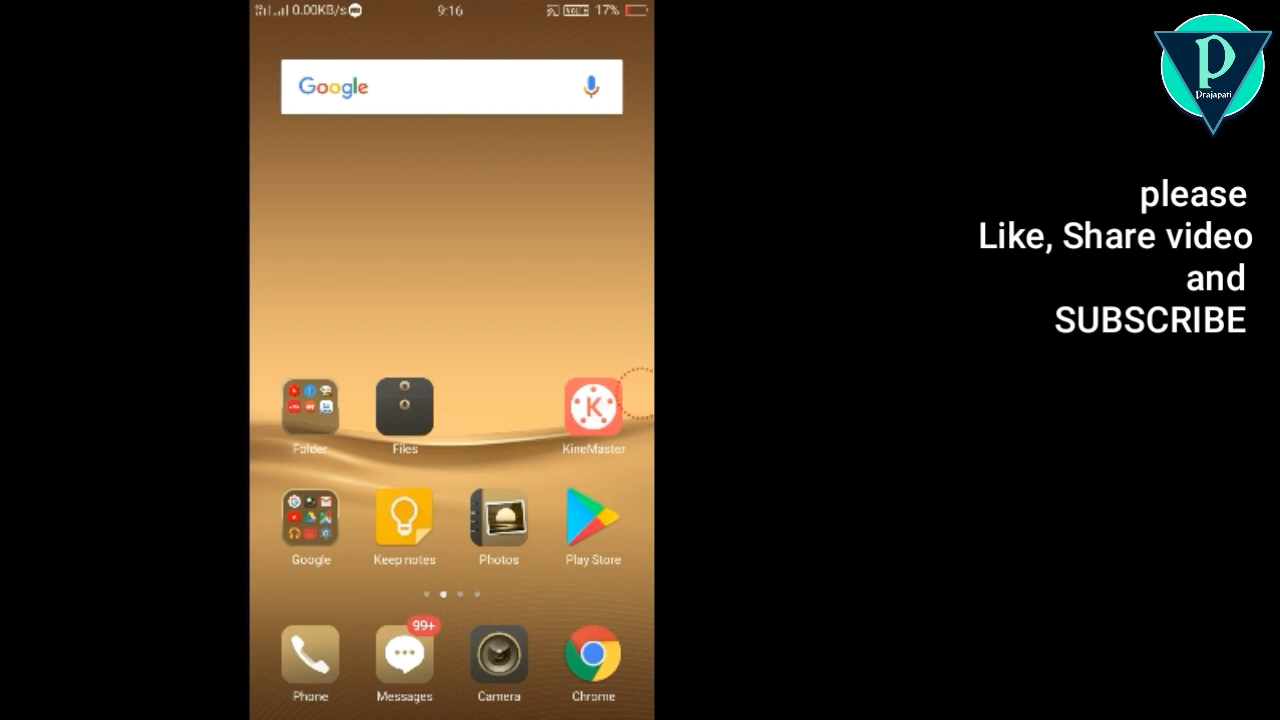 0.00KB/s
9:16
17%
Google
P
Prajapati
please
Like, Share video
and
SUBSCRIBE
K
Folder
Files
KineMaster
Google
Keep notes
Photos
Play Store
99+
Phone
Messages
Camera
Chrome